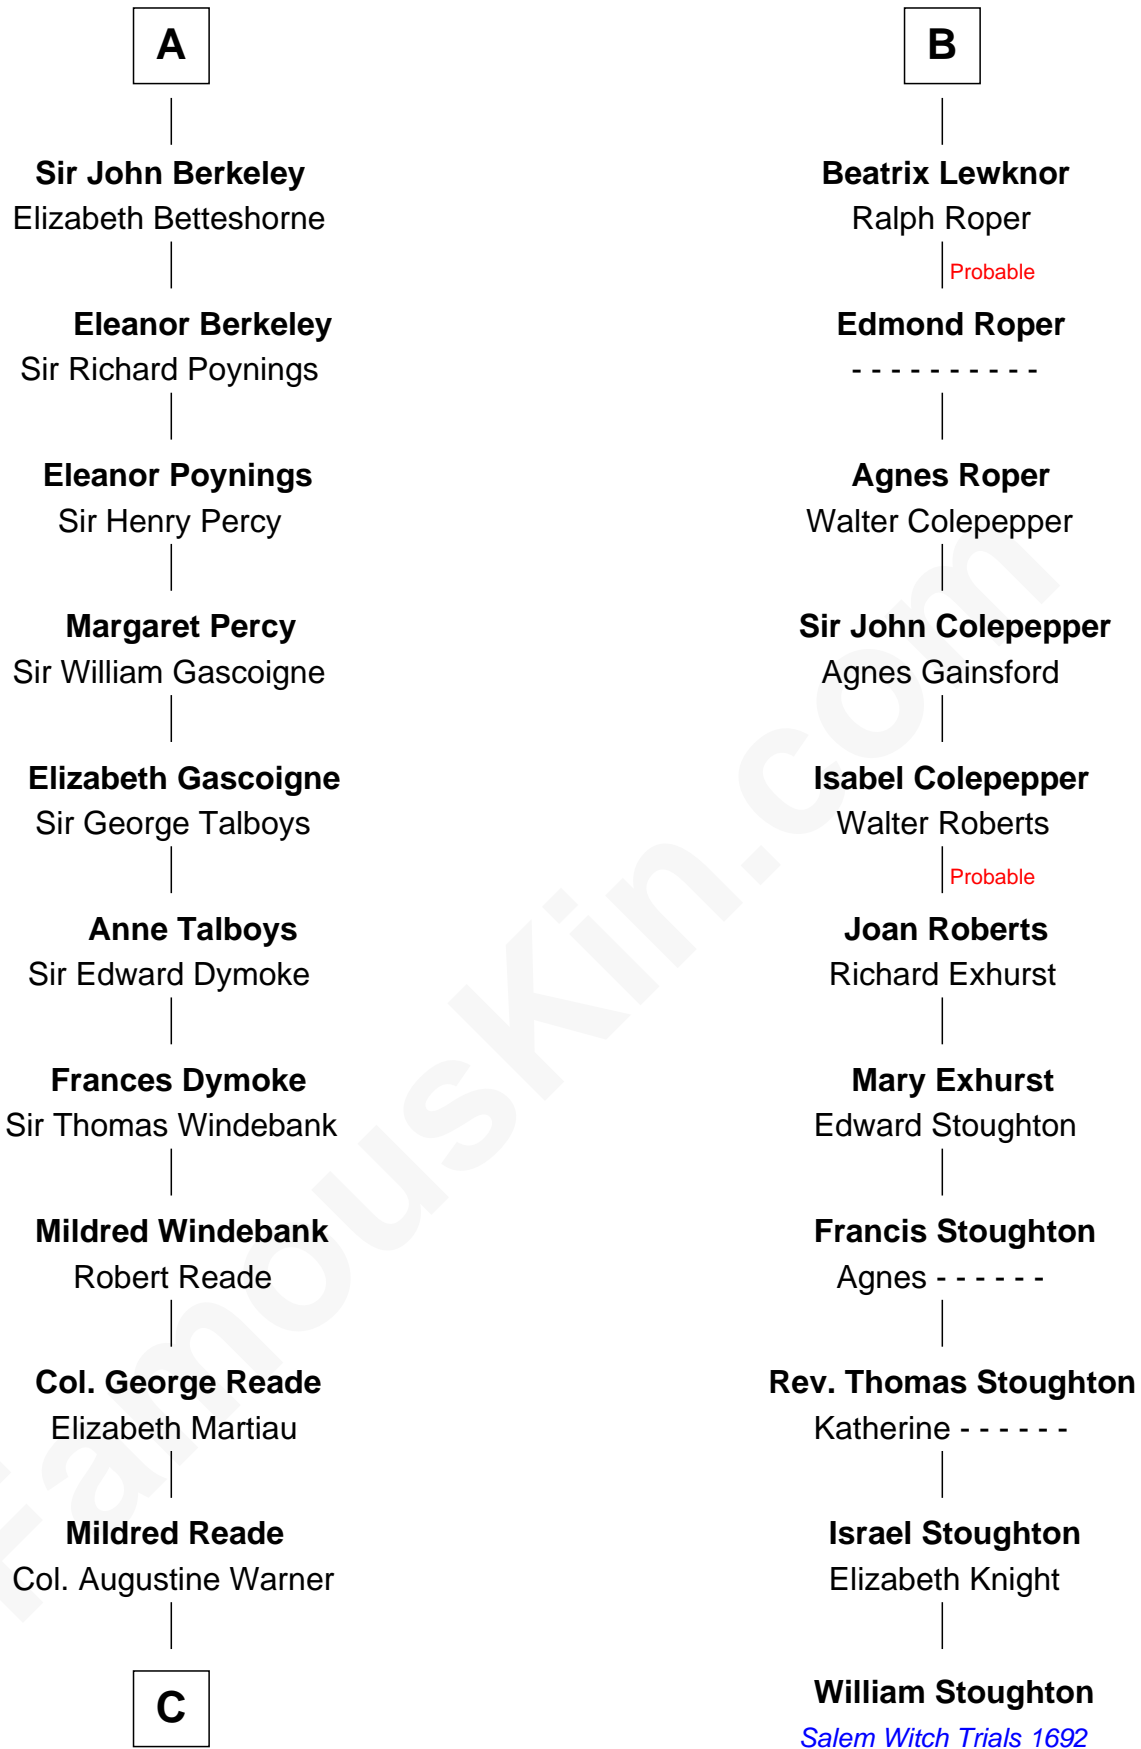 A
Sir John Berkeley
Elizabeth Betteshorne
Eleanor Berkeley
Sir Richard Poynings
Eleanor Poynings
Sir Henry Percy
Margaret Percy
Sir William Gascoigne
Elizabeth Gascoigne
Sir George Talboys
Anne Talboys
Sir Edward Dymoke
Frances Dymoke
Sir Thomas Windebank
Mildred Windebank
Robert Reade
Col. George Reade
Elizabeth Martiau
Mildred Reade
Col. Augustine Warner
C
B
Beatrix Lewknor
Ralph Roper
Probable
Edmond Roper
- - - - - - - - - -
Agnes Roper
Walter Colepepper
Sir John Colepepper
Agnes Gainsford
Isabel Colepepper
Walter Roberts
Probable
Joan Roberts
Richard Exhurst
Mary Exhurst
Edward Stoughton
Francis Stoughton
Agnes - - - - - -
Rev. Thomas Stoughton
Katherine - - - - - -
Israel Stoughton
Elizabeth Knight
William Stoughton
Salem Witch Trials 1692
FamousKin.com